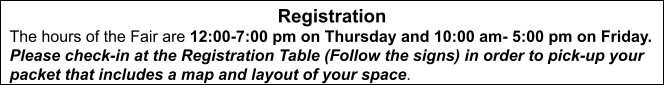 Registration
The hours of the Fair are 12:00-7:00 pm on Thursday and 10:00 am- 5:00 pm on Friday.
Please check-in at the Registration Table (Follow the signs) in order to pick-up your
packet that includes a map and layout of your space.